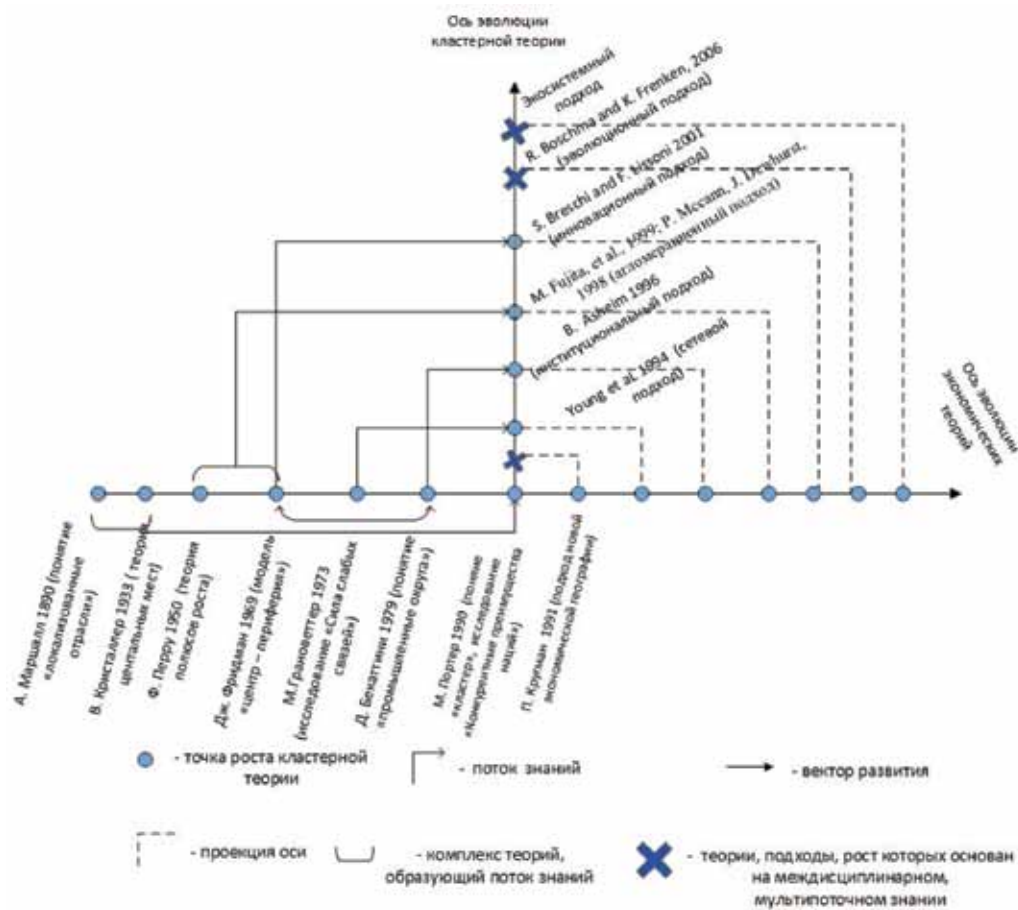 Ось эволюции
кластерной теории
Экосистемный
подход
R. Boschma and K. Frenken, 2006
(эволюционный подход)
S. Breschi and F. Lissoni 2001
(инновационный подход)
M. Fujita, et al., 1999; P. Mccann, J. Dewhurst,
1998 (агломерационный подход)
B. Asheim 1996
(институциональный подход)
Young et al. 1994 (сетевой
подход)
Ось эволюции
экономических
теорий
А. Маршалл 1890 (понятие
«локализованные
отрасли»)
В. Кристаллер 1933 ( теория
центальных мест)
Ф. Перру 1950 (теория
полюсов роста)
Дж. Фридман 1969 (модель
«центр – периферия»)
М.Грановеттер 1973
(исследование «Сила слабых
связей»)
Д. Бекаттини 1979 (понятие
«промышленные округа»)
М. Портер 1990 (поняие
«кластер», исследование
«Конкурентные преимущества
наций»)
П. Кругман 1991 (подход новой
экономической географии)
- точка роста кластерной
теории
- поток знаний
- вектор развития
- проекция оси
- комплекс теорий,
образующий поток знаний
- теории, подходы, рост которых основан
на междисциплинарном,
мультипоточном знании